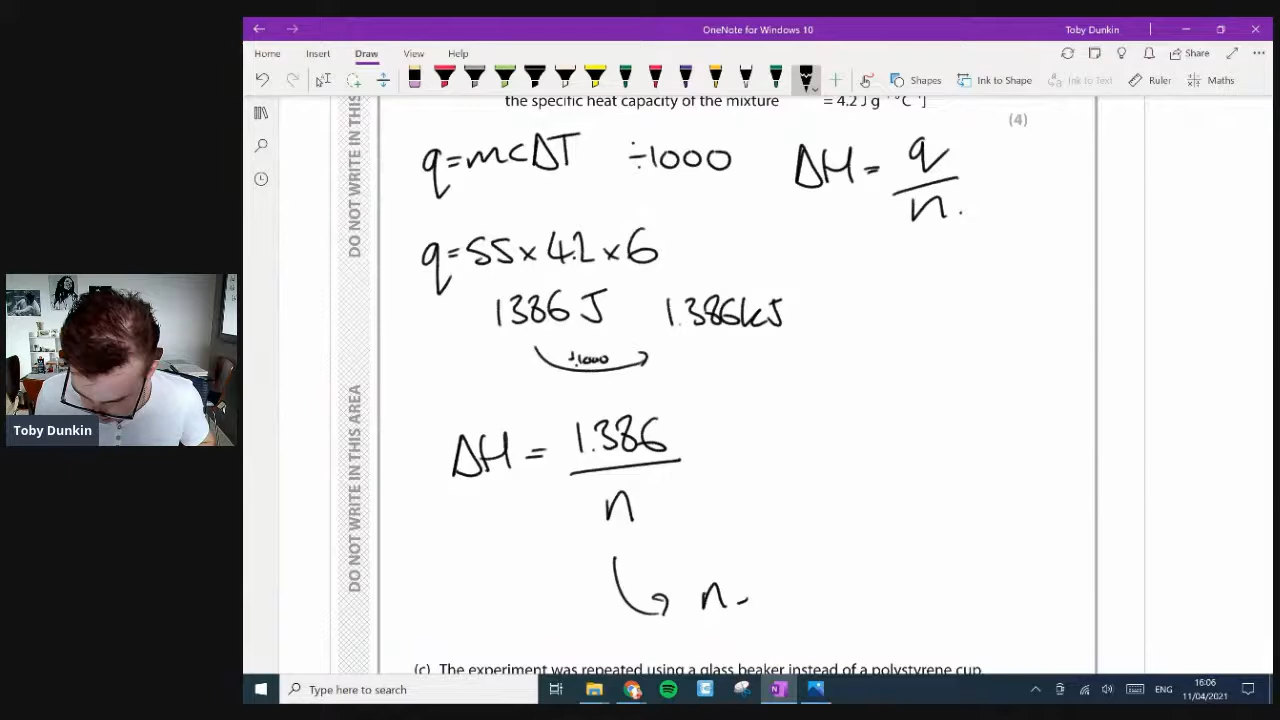 OneNote for Windows 10
Toby Dunkin
Home Insert Draw View Help
Share
Shapes Ink to Shape Ink to Text Ruler Maths
DO NOT WRITE IN THIS
DO NOT WRITE IN THIS AREA
the specific heat capacity of the mixture = 4.2 J g⁻¹ °C⁻¹]
(4)
q=mcΔT ÷1000 ΔH = q/n.
q=55×4.2×6
1386 J 1.386kJ
÷1000
ΔH = 1.386/n
n =
(c) The experiment was repeated using a glass beaker instead of a polystyrene cup.
Toby Dunkin
Type here to search
ENG
16:06
11/04/2021